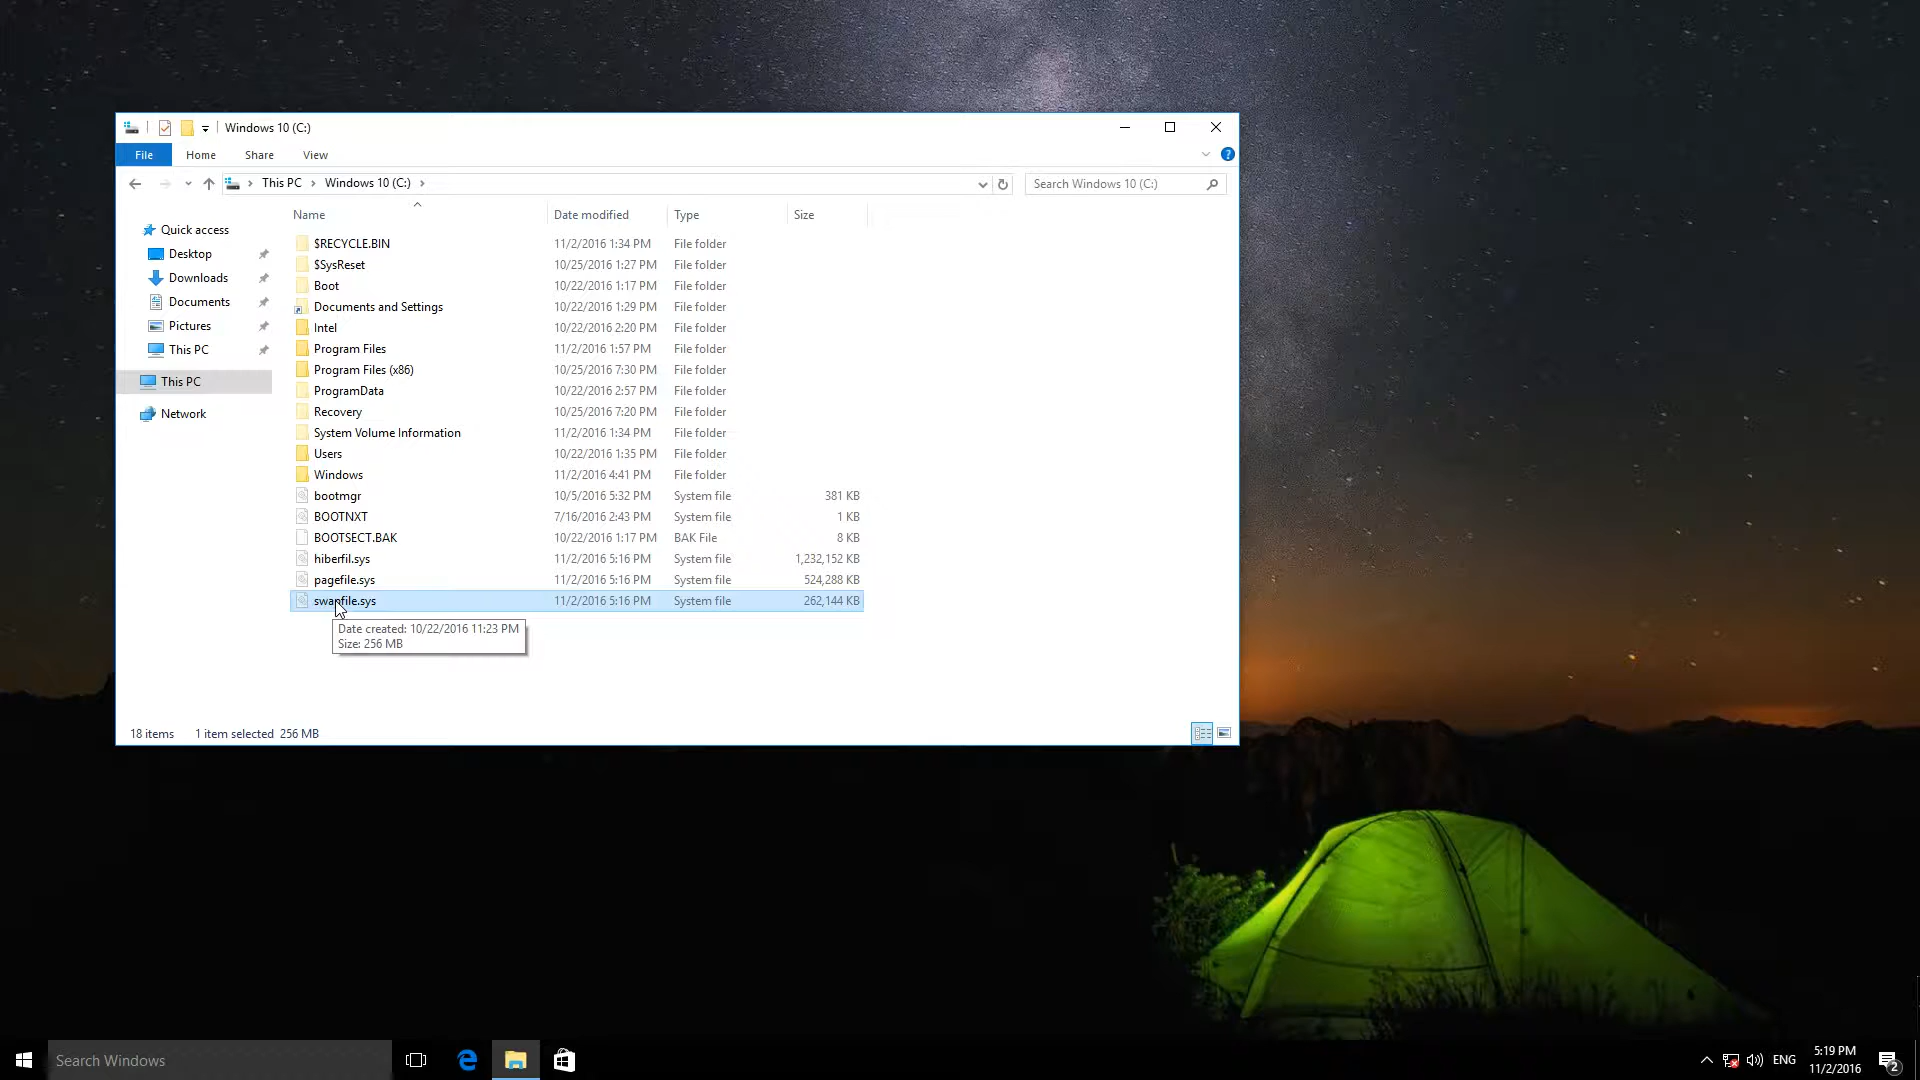 Windows 10 (C:)
File Home Share View
This PC Windows 10 (C:) Search Windows 10 (C:)
Name Date modified Type Size
Quick access
Desktop
Downloads
Documents
Pictures
This PC
This PC
Network
$RECYCLE.BIN 11/2/2016 1:34 PM File folder
$SysReset 10/25/2016 1:27 PM File folder
Boot 10/22/2016 1:17 PM File folder
Documents and Settings 10/22/2016 1:29 PM File folder
Intel 10/22/2016 2:20 PM File folder
Program Files 11/2/2016 1:57 PM File folder
Program Files (x86) 10/25/2016 7:30 PM File folder
ProgramData 10/22/2016 2:57 PM File folder
Recovery 10/25/2016 7:20 PM File folder
System Volume Information 11/2/2016 1:34 PM File folder
Users 10/22/2016 1:35 PM File folder
Windows 11/2/2016 4:41 PM File folder
bootmgr 10/5/2016 5:32 PM System file 381 KB
BOOTNXT 7/16/2016 2:43 PM System file 1 KB
BOOTSECT.BAK 10/22/2016 1:17 PM BAK File 8 KB
hiberfil.sys 11/2/2016 5:16 PM System file 1,232,152 KB
pagefile.sys 11/2/2016 5:16 PM System file 524,288 KB
swapfile.sys 11/2/2016 5:16 PM System file 262,144 KB
Date created: 10/22/2016 11:23 PM
Size: 256 MB
18 items 1 item selected 256 MB
Search Windows
ENG
5:19 PM
11/2/2016
2